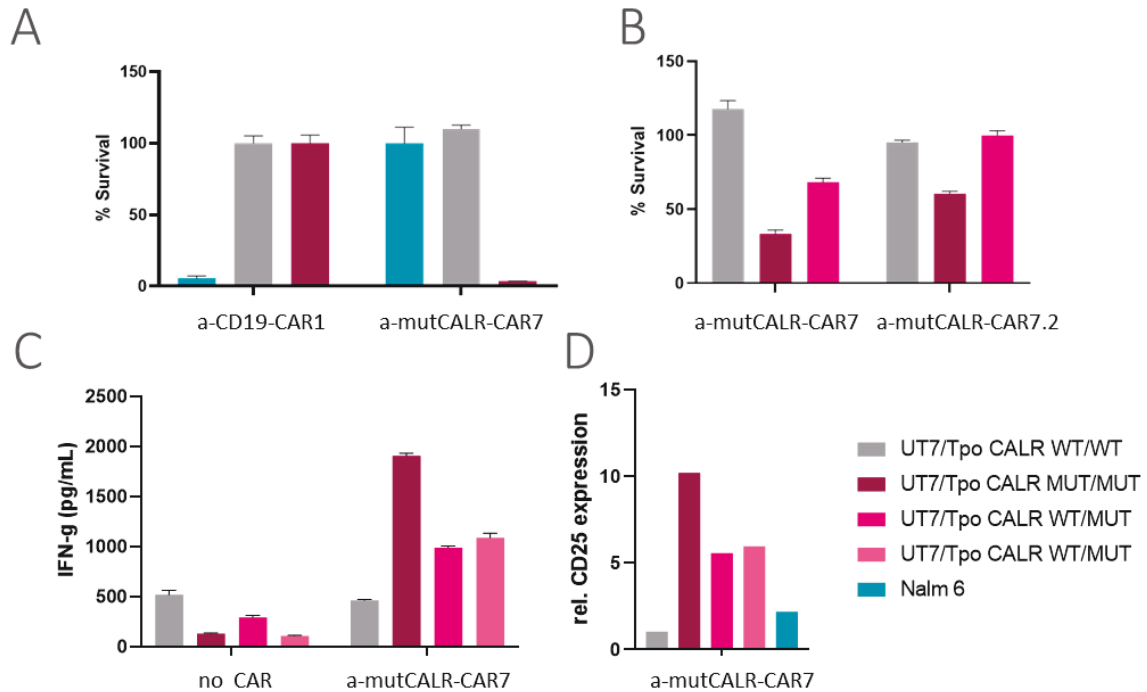 A
% Survival
150
100
50
0
a-CD19-CAR1 a-mutCALR-CAR7
B
% Survival
150
100
50
0
a-mutCALR-CAR7 a-mutCALR-CAR7.2
C
IFN-g (pg/mL)
2500
2000
1500
1000
500
0
no CAR a-mutCALR-CAR7
D
rel. CD25 expression
15
10
5
0
a-mutCALR-CAR7
UT7/Tpo CALR WT/WT
UT7/Tpo CALR MUT/MUT
UT7/Tpo CALR WT/MUT
UT7/Tpo CALR WT/MUT
Nalm 6